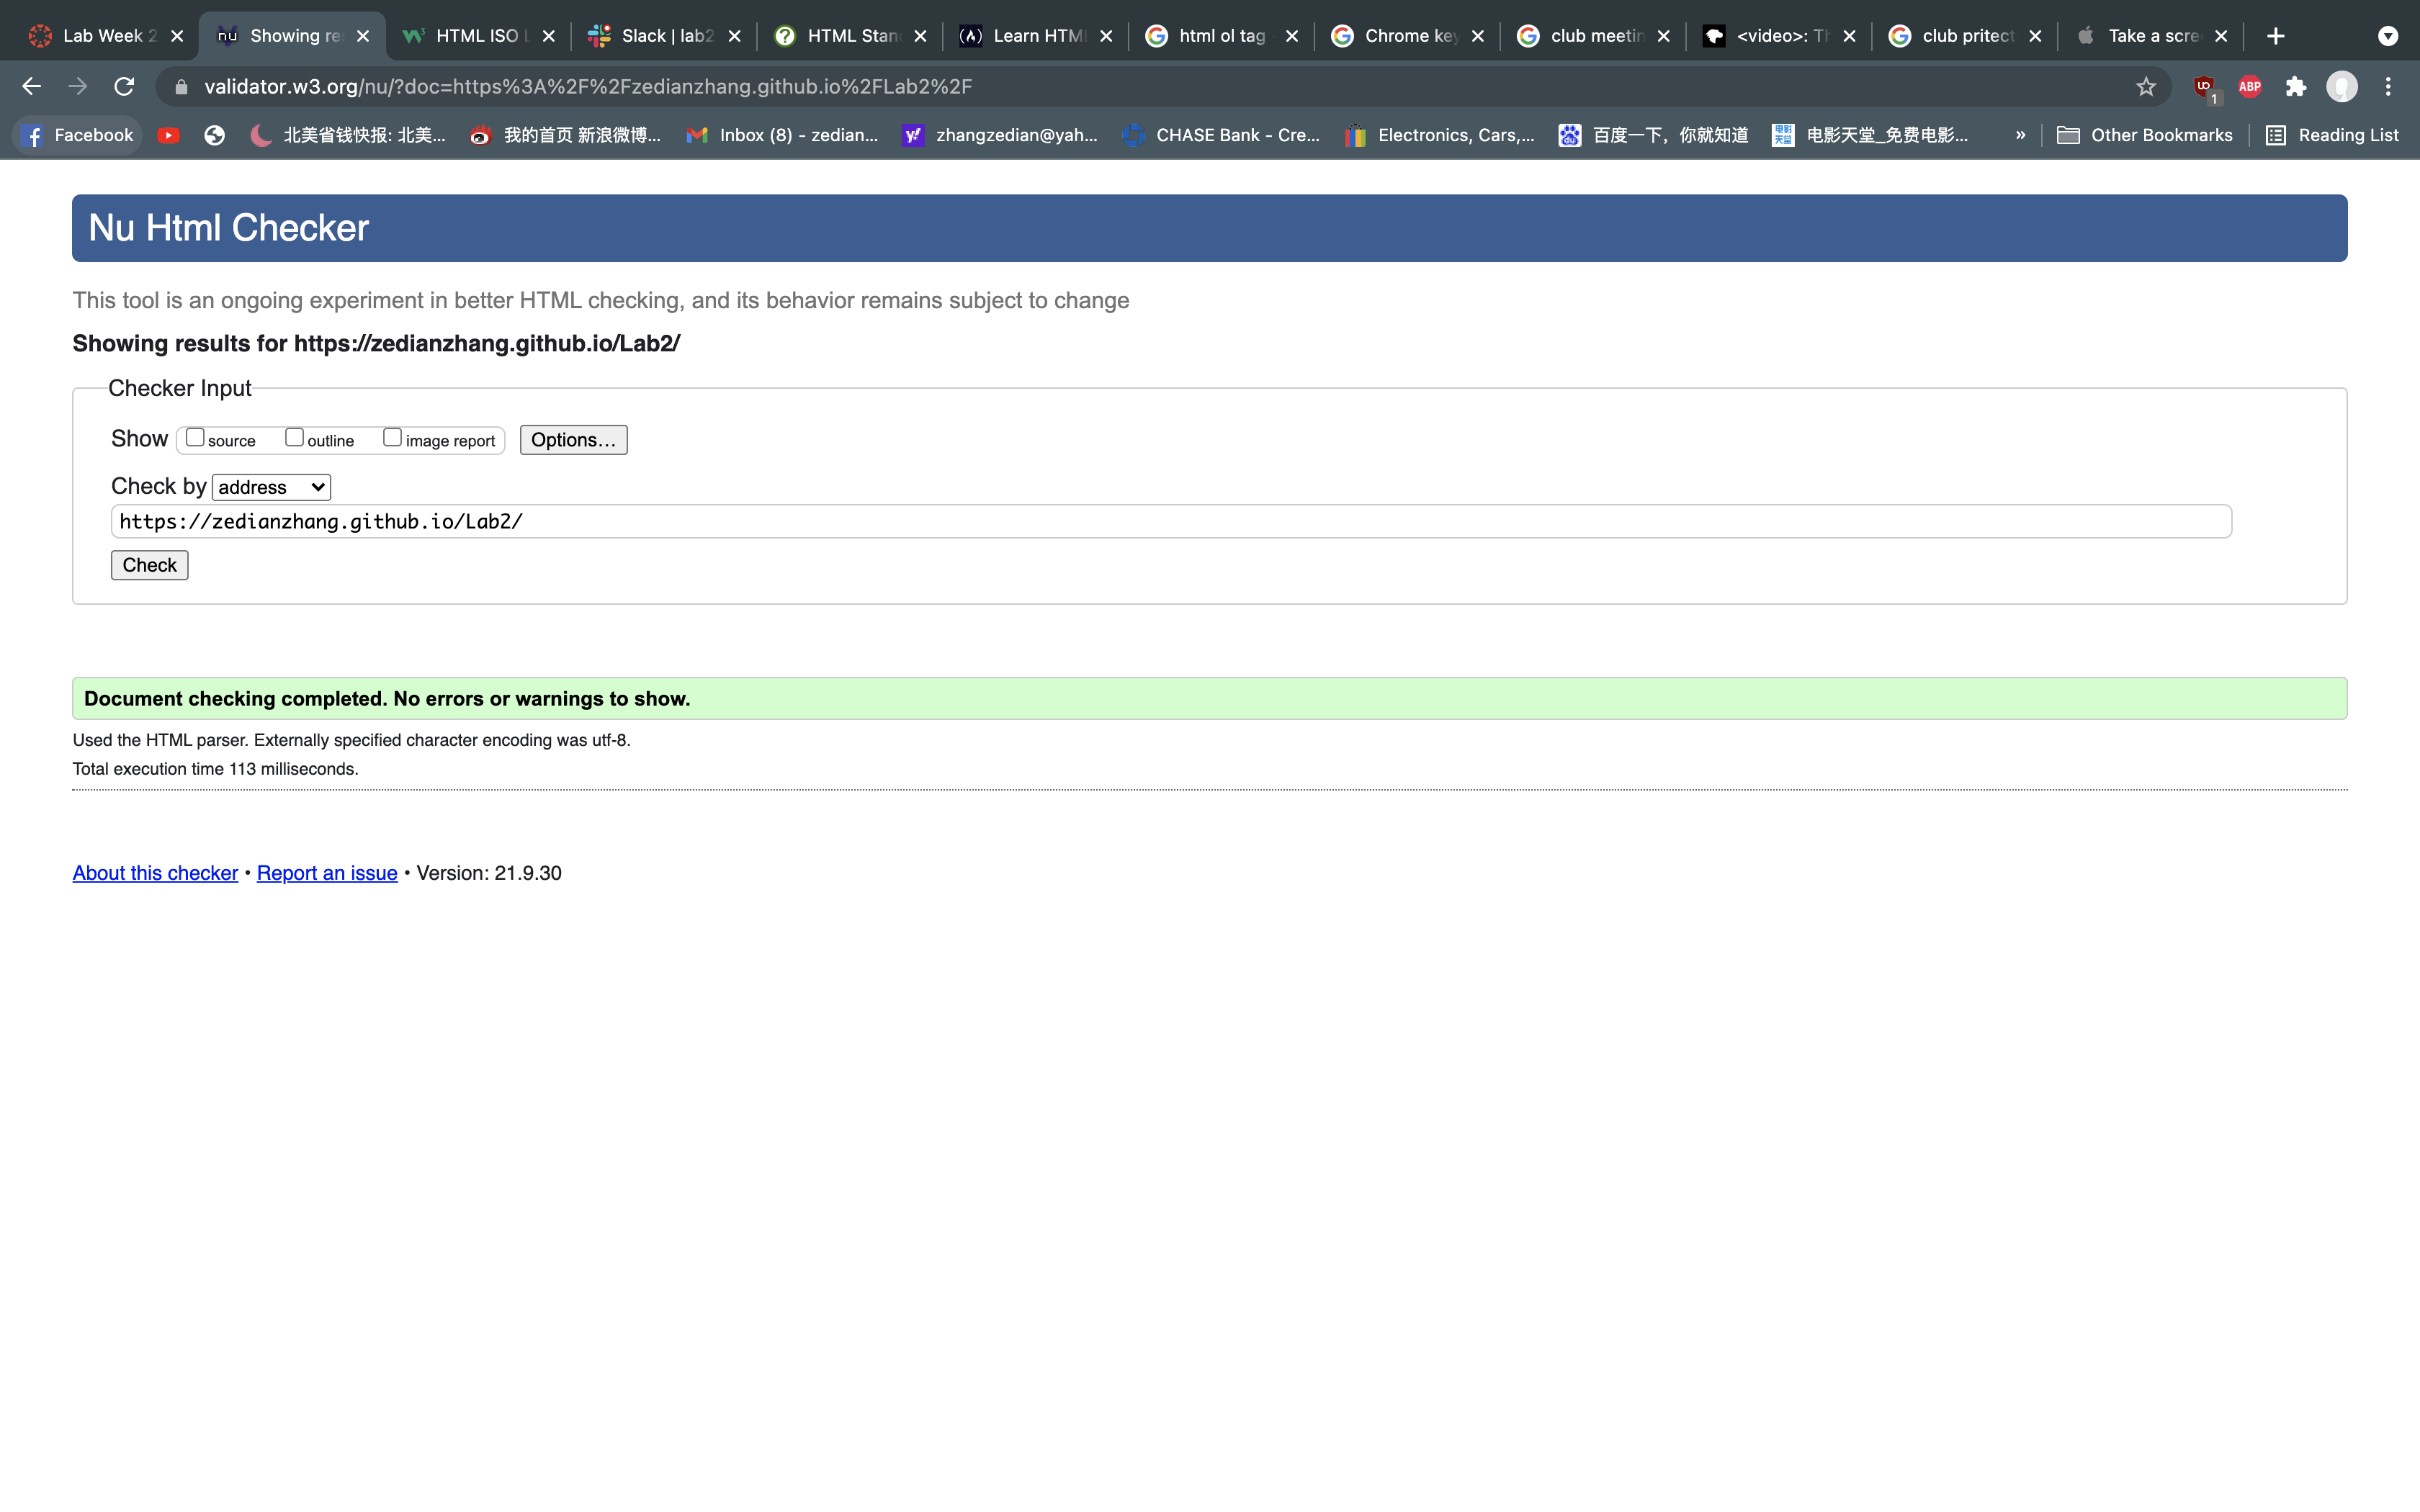 Lab Week 2 Showing re HTML ISO L Slack | lab2 HTML Stan Learn HTML html ol tag Chrome key club meetin <video>: Th club pritect Take a scre
validator.w3.org/nu/?doc=https%3A%2F%2Fzedianzhang.github.io%2FLab2%2F 1 ABP
Facebook 北美省钱快报: 北美... 我的首页 新浪微博... Inbox (8) - zedian... zhangzedian@yah... CHASE Bank - Cre... Electronics, Cars,... 百度一下，你就知道 电影天堂_免费电影... » Other Bookmarks Reading List
Nu Html Checker
This tool is an ongoing experiment in better HTML checking, and its behavior remains subject to change
Showing results for https://zedianzhang.github.io/Lab2/
Checker Input
Show source outline image report Options...
Check by address
https://zedianzhang.github.io/Lab2/
Check
Document checking completed. No errors or warnings to show.
Used the HTML parser. Externally specified character encoding was utf-8.
Total execution time 113 milliseconds.
About this checker • Report an issue • Version: 21.9.30